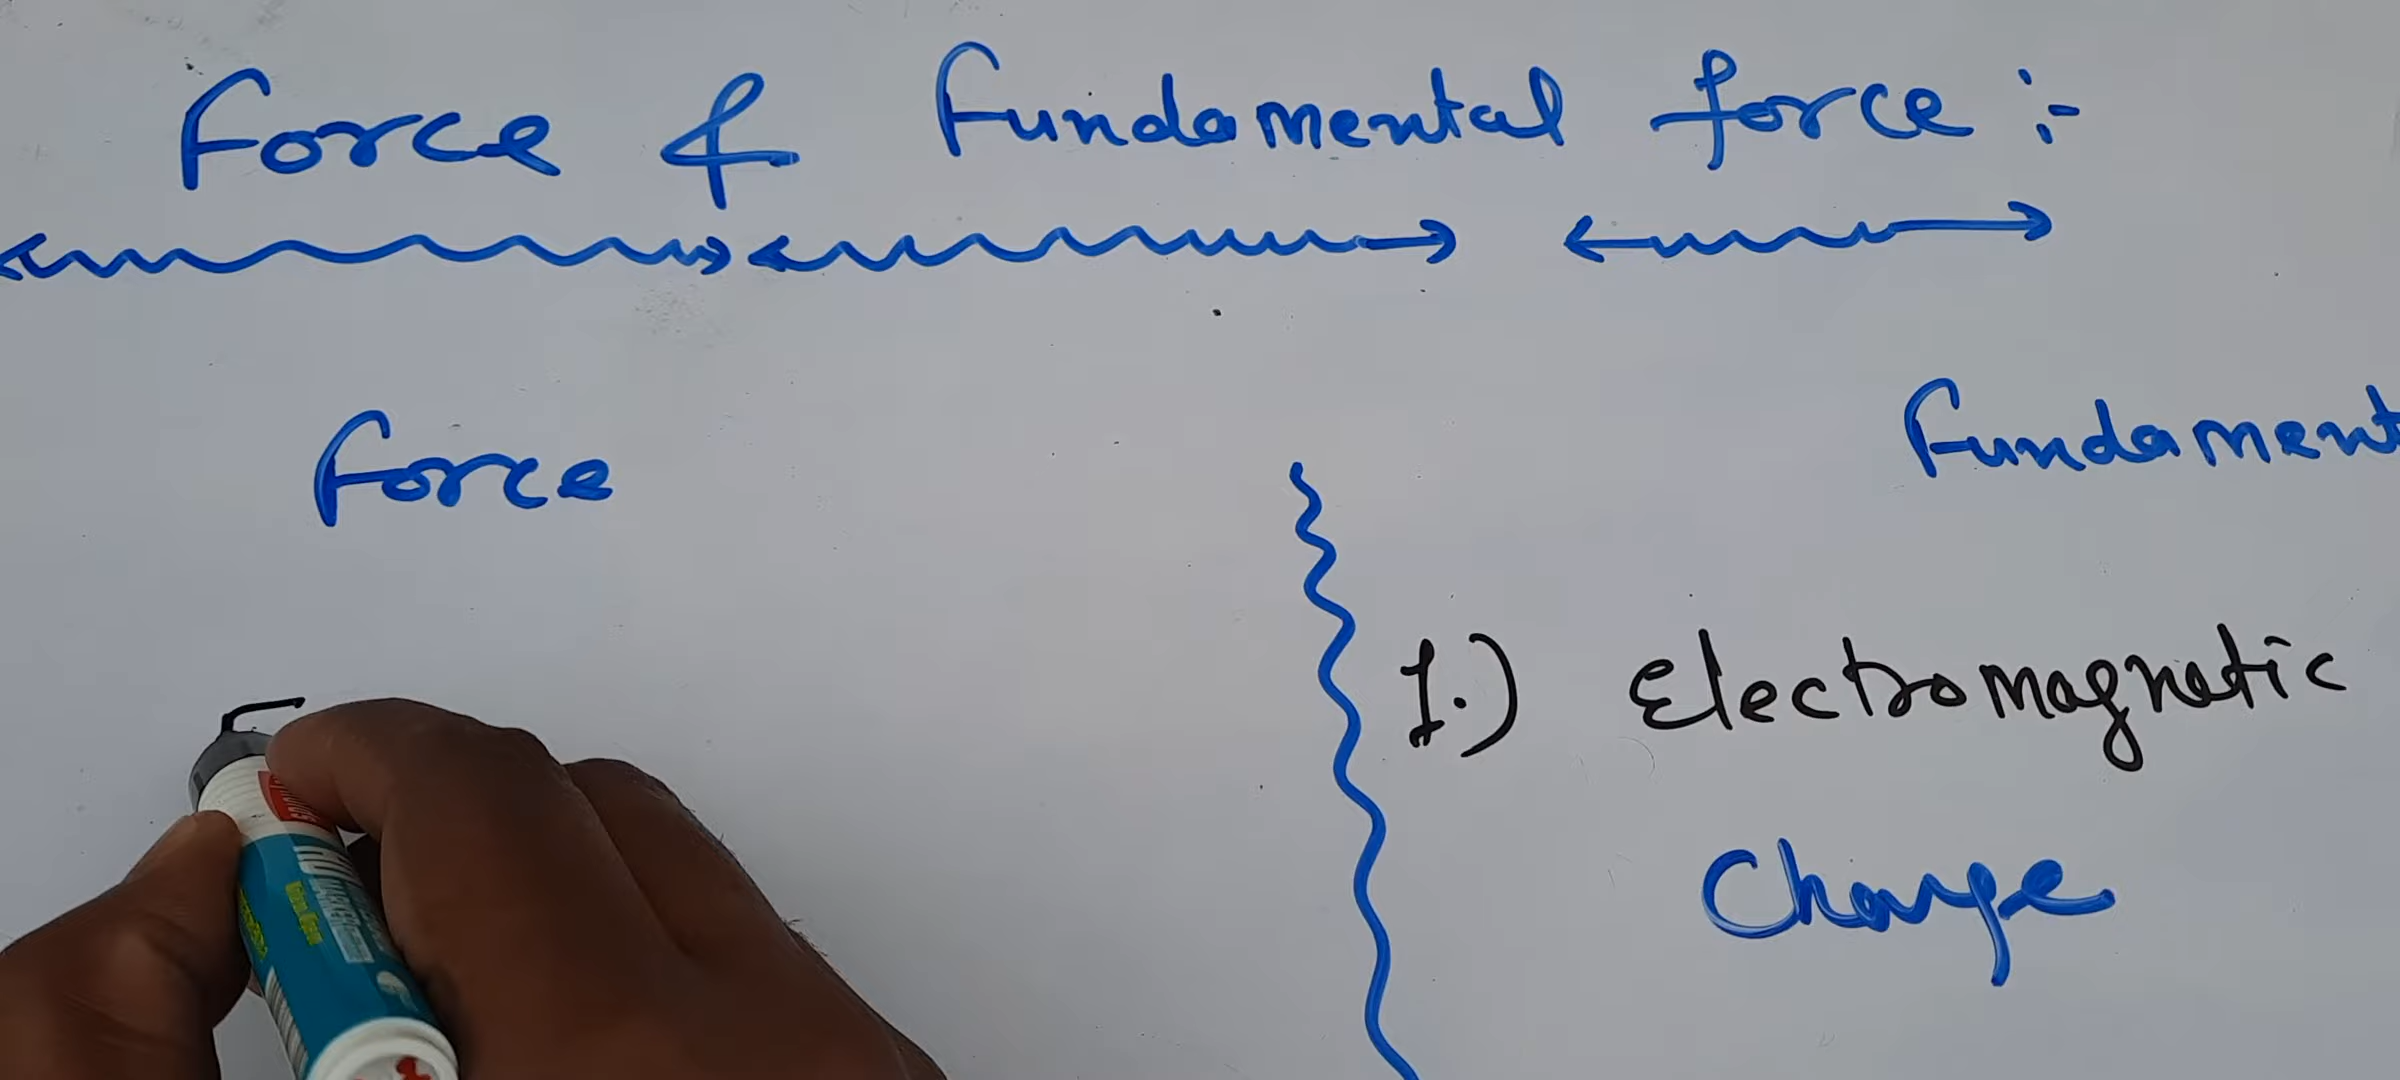 Force & Fundamental force :-
Force
Fundament
1.) Electromagnetic
Charge